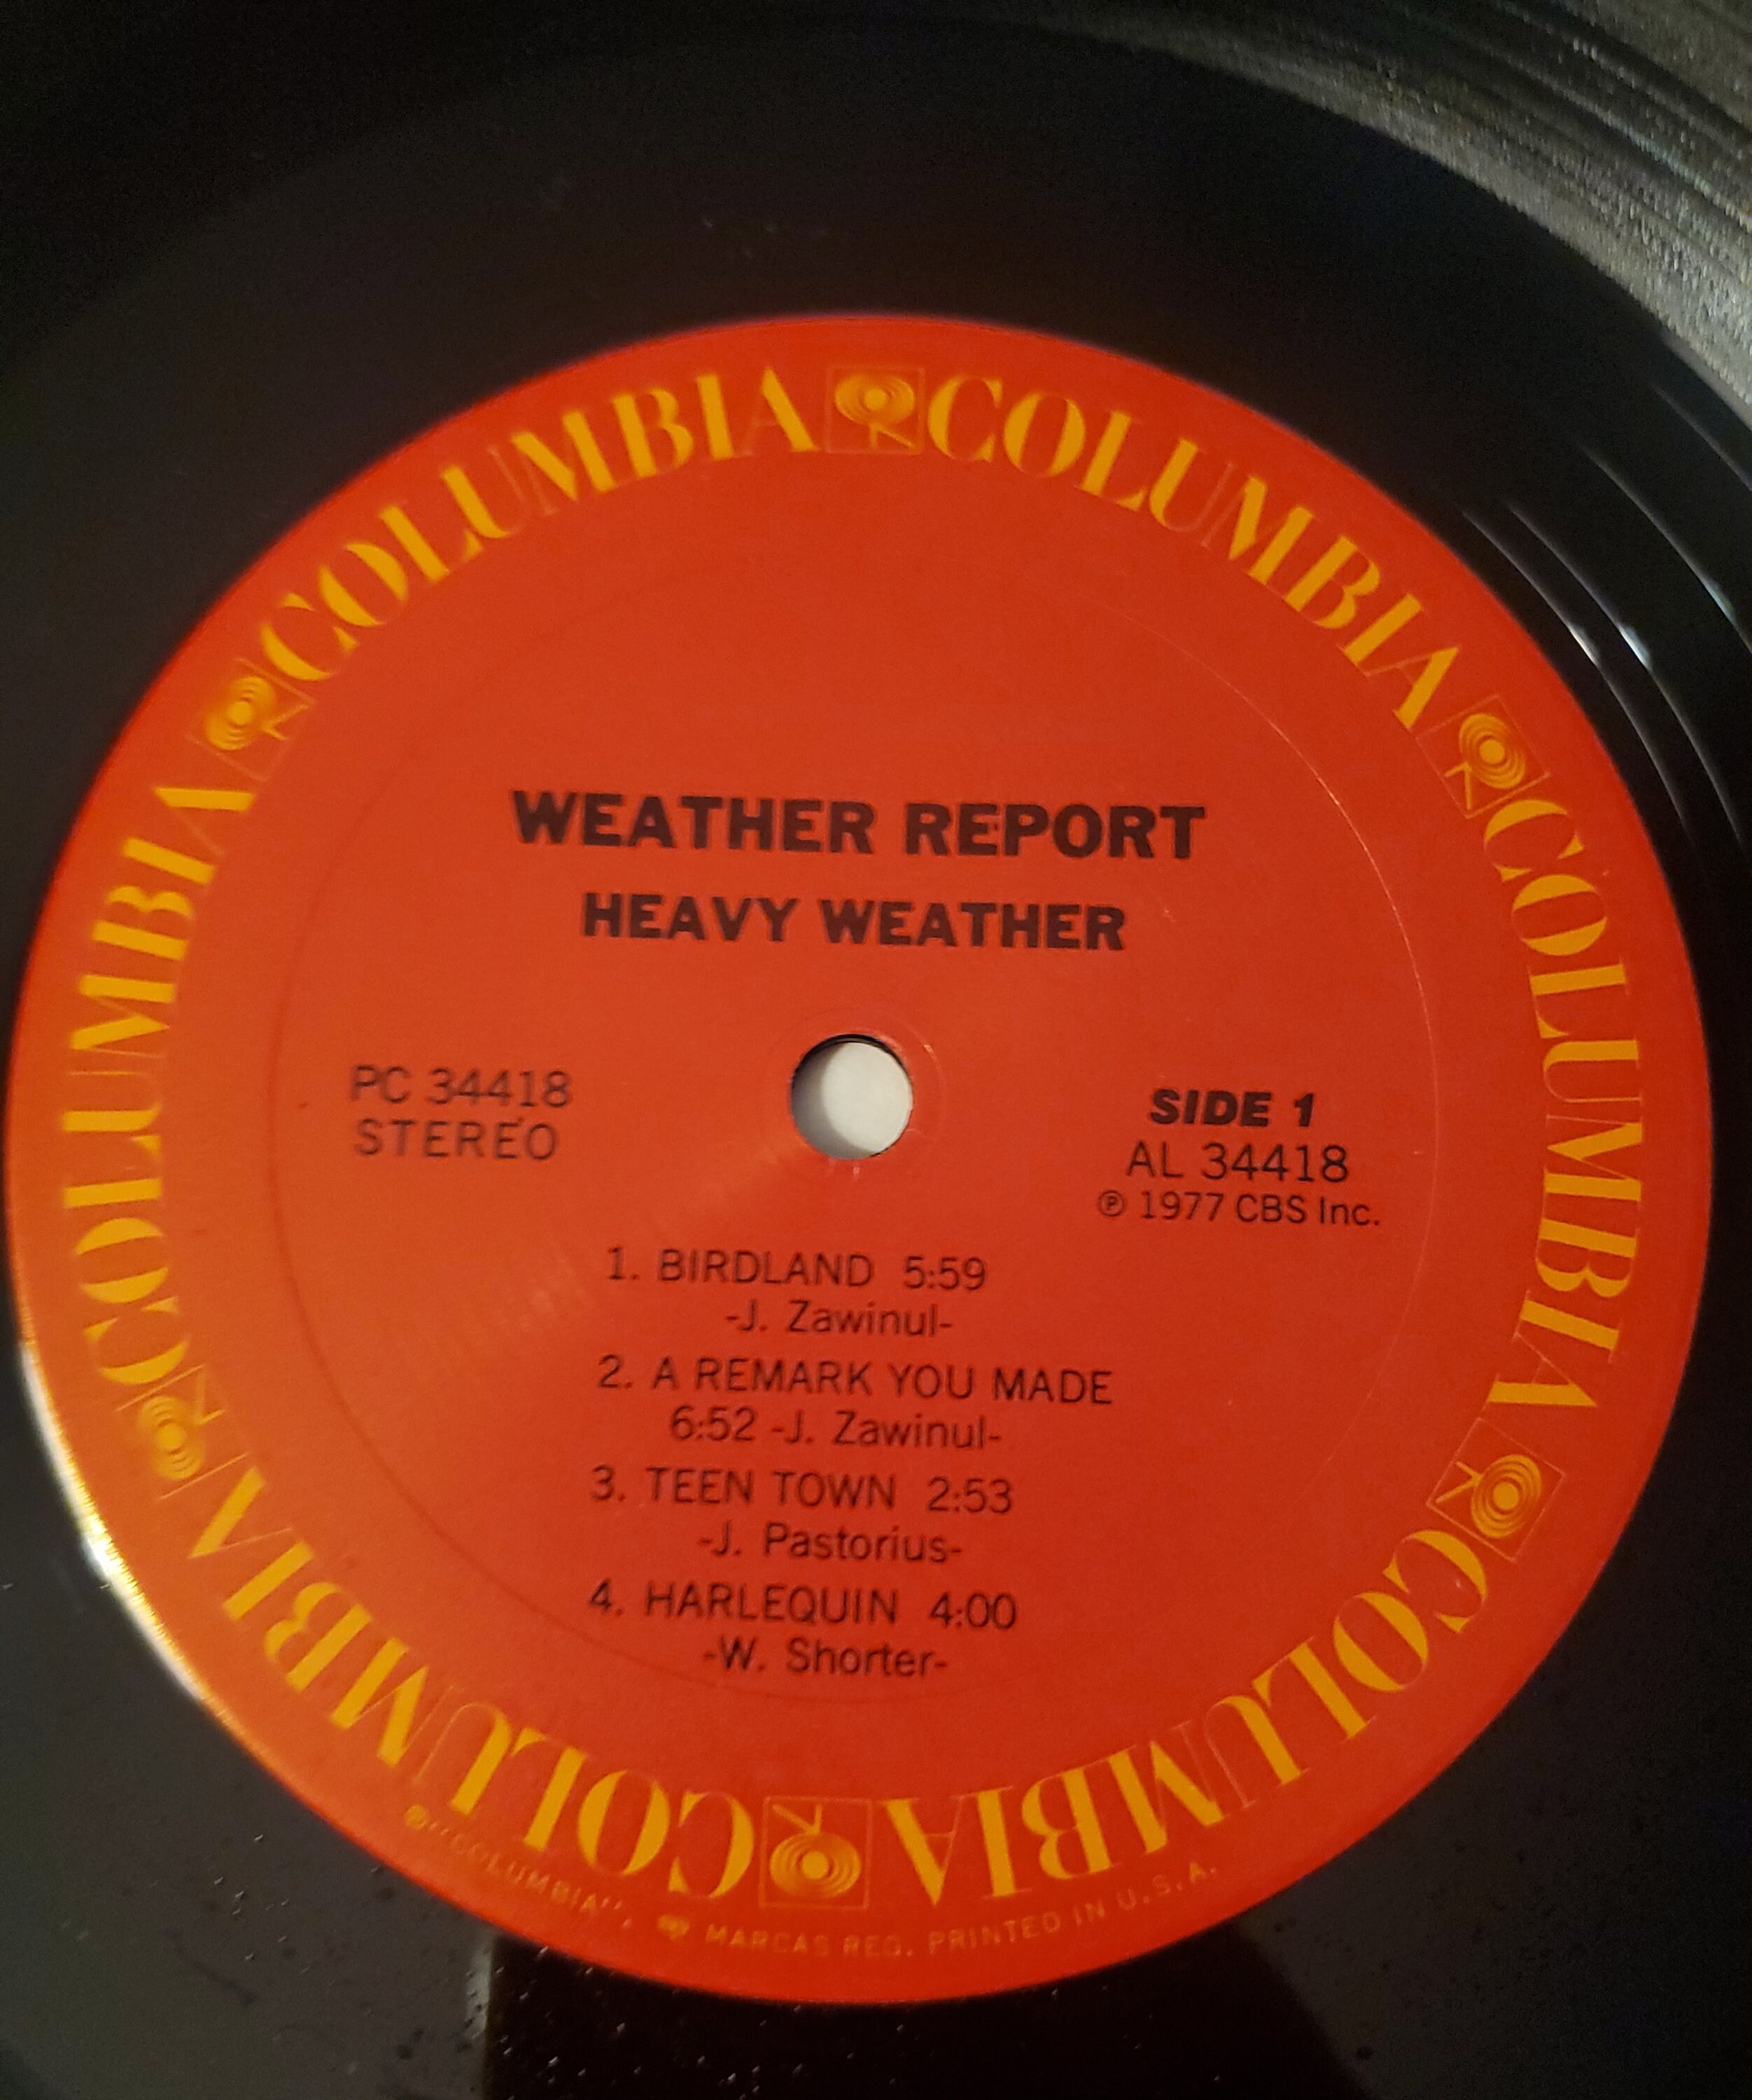 COLUMBIA COLUMBIA COLUMBIA COLUMBIA COLUMBIA COLUMBIA
WEATHER REPORT
HEAVY WEATHER
PC 34418
STEREO
SIDE 1
AL 34418
℗ 1977 CBS Inc.
1. BIRDLAND 5:59
-J. Zawinul-
2. A REMARK YOU MADE
6:52 -J. Zawinul-
3. TEEN TOWN 2:53
-J. Pastorius-
4. HARLEQUIN 4:00
-W. Shorter-
"COLUMBIA", MARCAS REG. PRINTED IN U.S.A.